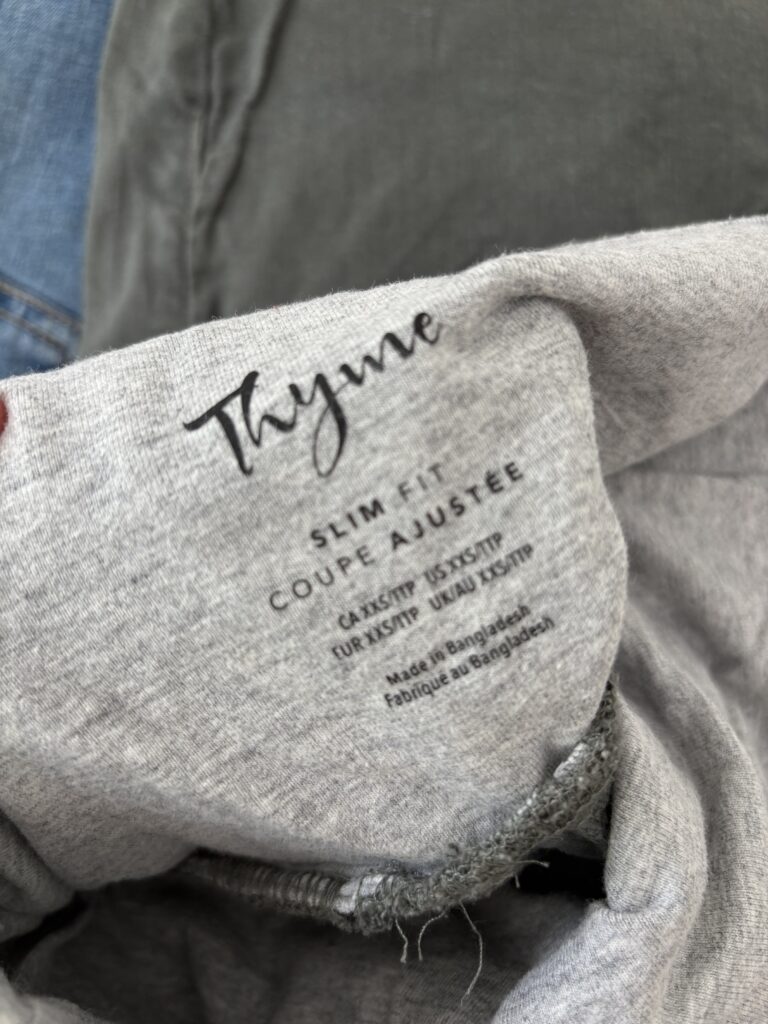 Thyme
SLIM FIT
COUPE AJUSTÉE
CA XXS/TTP US XXS/TTP
EUR XXS/TTP UK/AU XXS/TTP
Made in Bangladesh
Fabriqué au Bangladesh